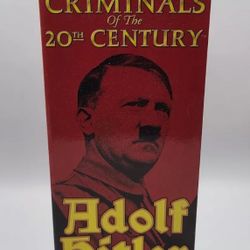 CRIMINALS
Of The
20TH CENTURY
Adolf
Hitler